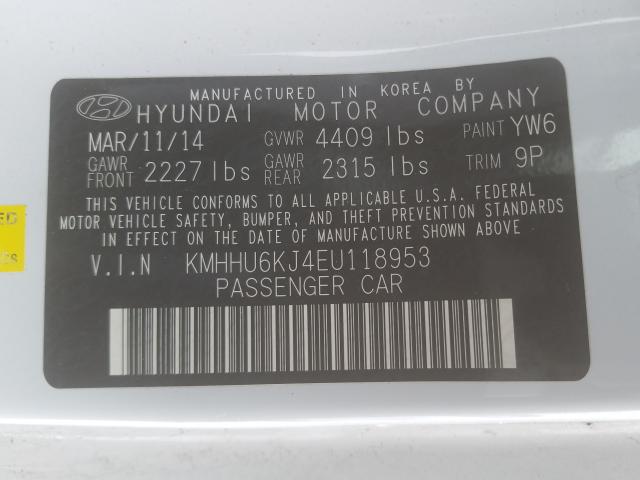 MANUFACTURED IN KOREA BY
HYUNDAI MOTOR COMPANY
MAR/11/14 GVWR 4409 lbs PAINT YW6
GAWR FRONT 2227 lbs GAWR REAR 2315 lbs TRIM 9P
THIS VEHICLE CONFORMS TO ALL APPLICABLE U.S.A. FEDERAL
MOTOR VEHICLE SAFETY, BUMPER, AND THEFT PREVENTION STANDARDS
IN EFFECT ON THE DATE OF MANUFACTURE SHOWN ABOVE
V.I.N KMHHU6KJ4EU118953
PASSENGER CAR